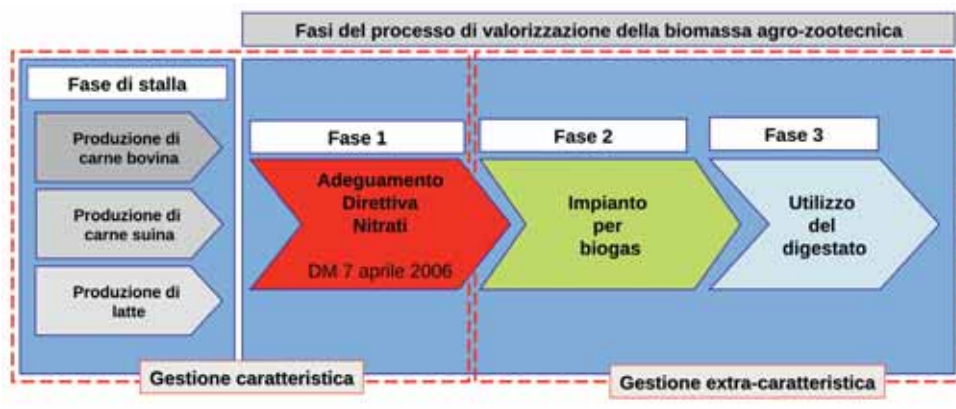 Fasi del processo di valorizzazione della biomassa agro-zootecnica
Fase di stalla
Produzione di
carne bovina
Produzione di
carne suina
Produzione di
latte
Fase 1
Adeguamento
Direttiva
Nitrati
DM 7 aprile 2006
Fase 2
Impianto
per
biogas
Fase 3
Utilizzo
del
digestato
Gestione caratteristica
Gestione extra-caratteristica